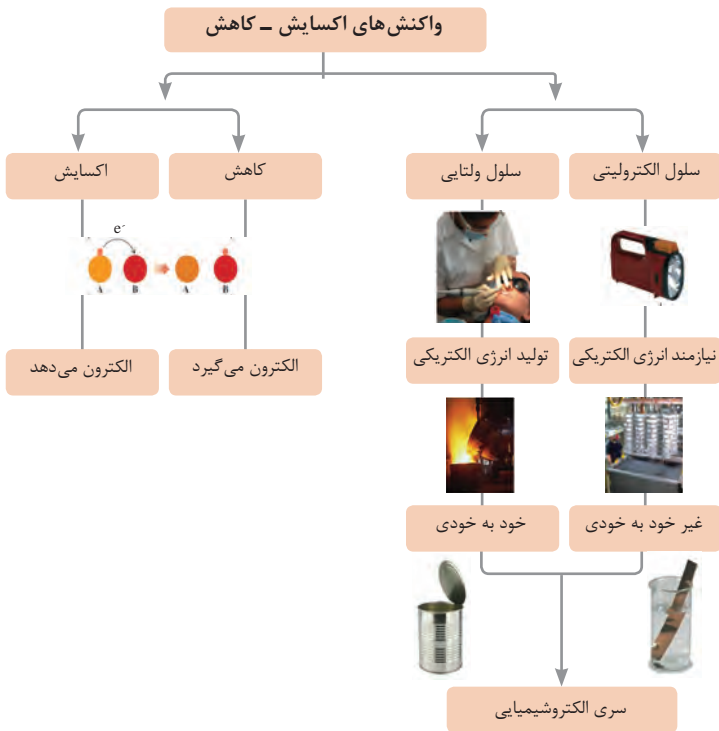 واکنش‌های اکسایش ــ کاهش
سلول الکترولیتی
سلول ولتایی
کاهش
اکسایش
e-
A B A B
نیازمند انرژی الکتریکی
تولید انرژی الکتریکی
الکترون می‌گیرد
الکترون می‌دهد
غیر خود به خودی
خود به خودی
سری الکتروشیمیایی